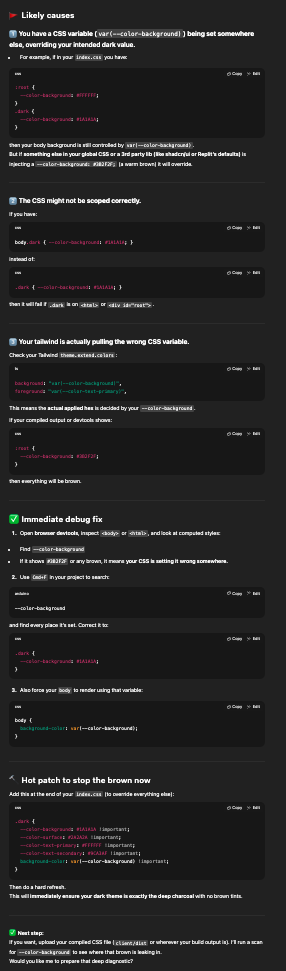 Likely causes
1 You have a CSS variable (var(--color-background)) being set somewhere
else, overriding your intended dark value.
For example, if in your index.css you have:
css
Copy Edit
:root {
--color-background: #FFFFFF;
}
.dark {
--color-background: #1A1A1A;
}
then your body background is still controlled by var(--color-background).
But if something else in your global CSS or a 3rd party lib (like shadcn/ui or Replit's defaults) is
injecting a --color-background: #3B2F2F; (a warm brown) it will override.
2 The CSS might not be scoped correctly.
If you have:
css
Copy Edit
body.dark { --color-background: #1A1A1A; }
instead of:
css
Copy Edit
.dark { --color-background: #1A1A1A; }
then it will fail if .dark is on <html> or <div id="root">.
3 Your tailwind is actually pulling the wrong CSS variable.
Check your Tailwind theme.extend.colors:
Copy Edit
background: "var(--color-background)",
foreground: "var(--color-text-primary)",
This means the actual applied hex is decided by your --color-background.
If your compiled output or devtools shows:
css
Copy Edit
:root {
--color-background: #3B2F2F;
}
then everything will be brown.
Immediate debug fix
1. Open browser devtools, inspect <body> or <html>, and look at computed styles:
Find --color-background
If it shows #3B2F2F or any brown, it means your CSS is setting it wrong somewhere.
2. Use Cmd+F in your project to search:
arduino
Copy Edit
--color-background
and find every place it's set. Correct it to:
css
Copy Edit
.dark {
--color-background: #1A1A1A;
}
3. Also force your body to render using that variable:
css
Copy Edit
body {
background-color: var(--color-background);
}
Hot patch to stop the brown now
Add this at the end of your index.css (to override everything else):
css
Copy Edit
.dark {
--color-background: #1A1A1A !important;
--color-surface: #2A2A2A !important;
--color-text-primary: #FFFFFF !important;
--color-text-secondary: !important;
background-color: var(--color-background) !important;
}
Then do a hard refresh.
This will immediately ensure your dark theme is exactly the deep charcoal with no brown tints.
Next step:
If you want, upload your compiled CSS file (client/dist or wherever your build output is). I'll run a scan
for --color-background to see where that brown is leaking in.
Would you like me to prepare that deep diagnostic?